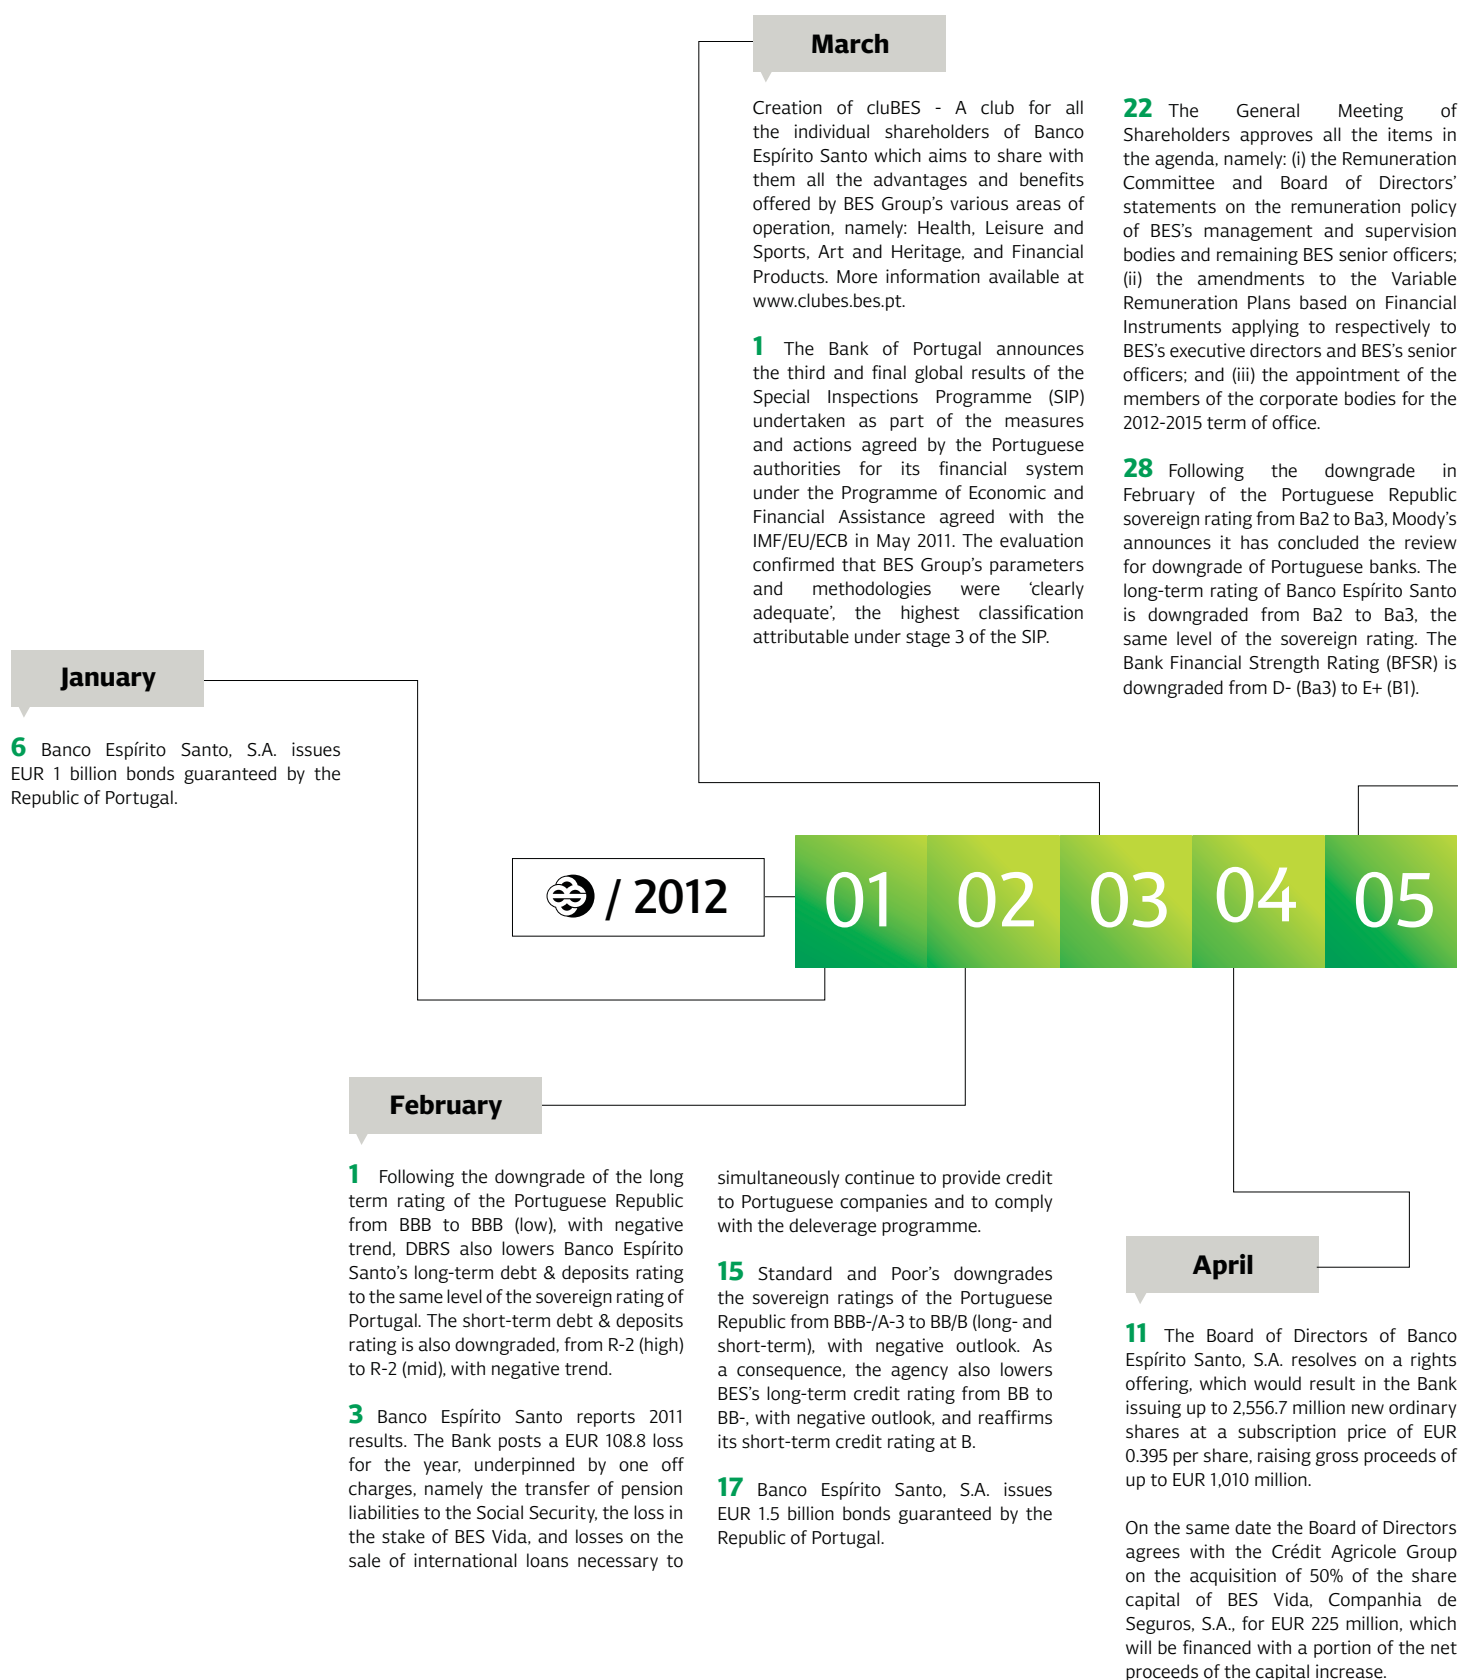 March
Creation of cluBES - A club for all
the individual shareholders of Banco
Espírito Santo which aims to share with
them all the advantages and benefits
offered by BES Group's various areas of
operation, namely: Health, Leisure and
Sports, Art and Heritage, and Financial
Products. More information available at
www.clubes.bes.pt.
1 The Bank of Portugal announces
the third and final global results of the
Special Inspections Programme (SIP)
undertaken as part of the measures
and actions agreed by the Portuguese
authorities for its financial system
under the Programme of Economic and
Financial Assistance agreed with the
IMF/EU/ECB in May 2011. The evaluation
confirmed that BES Group's parameters
and methodologies were ‘clearly
adequate’, the highest classification
attributable under stage 3 of the SIP.
22 The General Meeting of
Shareholders approves all the items in
the agenda, namely: (i) the Remuneration
Committee and Board of Directors'
statements on the remuneration policy
of BES's management and supervision
bodies and remaining BES senior officers;
(ii) the amendments to the Variable
Remuneration Plans based on Financial
Instruments applying to respectively to
BES's executive directors and BES's senior
officers; and (iii) the appointment of the
members of the corporate bodies for the
2012-2015 term of office.
28 Following the downgrade in
February of the Portuguese Republic
sovereign rating from Ba2 to Ba3, Moody's
announces it has concluded the review
for downgrade of Portuguese banks. The
long-term rating of Banco Espírito Santo
is downgraded from Ba2 to Ba3, the
same level of the sovereign rating. The
Bank Financial Strength Rating (BFSR) is
downgraded from D- (Ba3) to E+ (B1).
January
6 Banco Espírito Santo, S.A. issues
EUR 1 billion bonds guaranteed by the
Republic of Portugal.
/ 2012
01 02 03 04 05
February
1 Following the downgrade of the long
term rating of the Portuguese Republic
from BBB to BBB (low), with negative
trend, DBRS also lowers Banco Espírito
Santo's long-term debt & deposits rating
to the same level of the sovereign rating of
Portugal. The short-term debt & deposits
rating is also downgraded, from R-2 (high)
to R-2 (mid), with negative trend.
3 Banco Espírito Santo reports 2011
results. The Bank posts a EUR 108.8 loss
for the year, underpinned by one off
charges, namely the transfer of pension
liabilities to the Social Security, the loss in
the stake of BES Vida, and losses on the
sale of international loans necessary to
simultaneously continue to provide credit
to Portuguese companies and to comply
with the deleverage programme.
15 Standard and Poor's downgrades
the sovereign ratings of the Portuguese
Republic from BBB-/A-3 to BB/B (long- and
short-term), with negative outlook. As
a consequence, the agency also lowers
BES's long-term credit rating from BB to
BB-, with negative outlook, and reaffirms
its short-term credit rating at B.
17 Banco Espírito Santo, S.A. issues
EUR 1.5 billion bonds guaranteed by the
Republic of Portugal.
April
11 The Board of Directors of Banco
Espírito Santo, S.A. resolves on a rights
offering, which would result in the Bank
issuing up to 2,556.7 million new ordinary
shares at a subscription price of EUR
0.395 per share, raising gross proceeds of
up to EUR 1,010 million.
On the same date the Board of Directors
agrees with the Crédit Agricole Group
on the acquisition of 50% of the share
capital of BES Vida, Companhia de
Seguros, S.A., for EUR 225 million, which
will be financed with a portion of the net
proceeds of the capital increase.